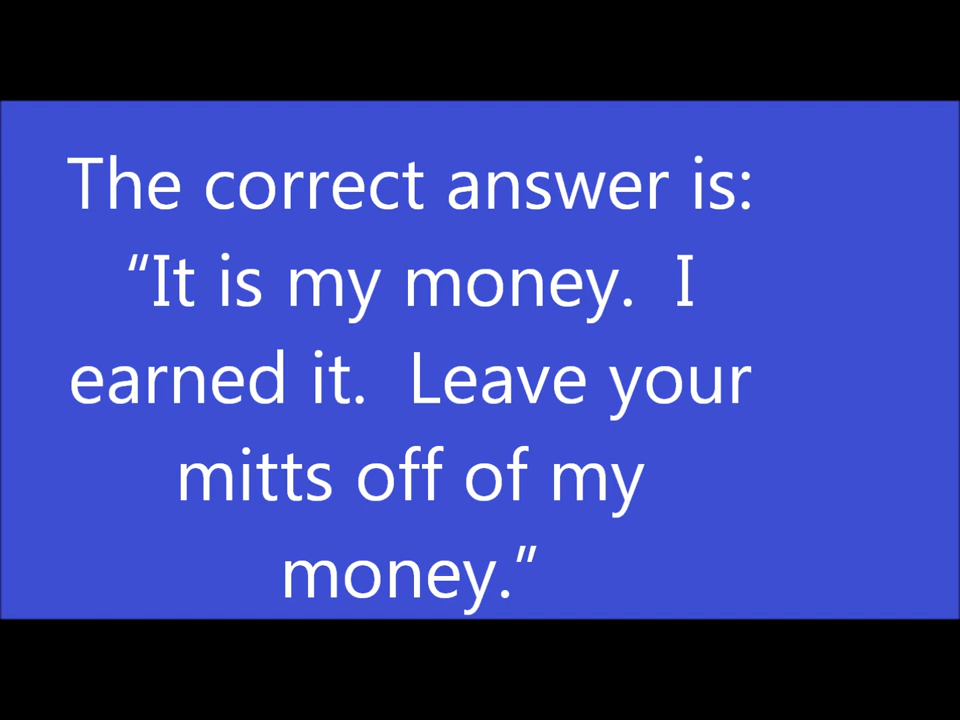 The correct answer is:
“It is my money.  I
earned it.  Leave your
mitts off of my
money.”